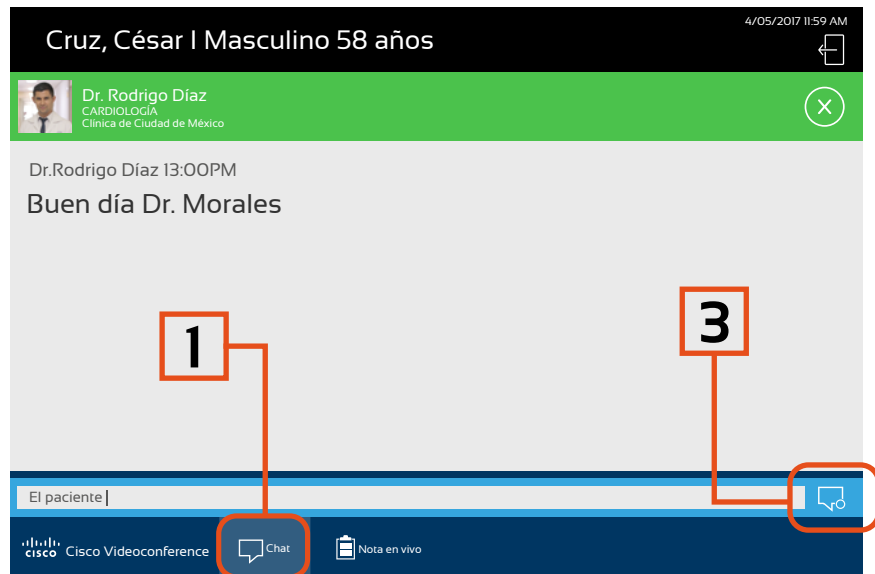 4/05/2017 11:59 AM
Cruz, César I Masculino 58 años
Dr. Rodrigo Díaz
CARDIOLOGÍA
Clínica de Ciudad de México
X
Dr.Rodrigo Díaz 13:00PM
Buen día Dr. Morales
1
3
El paciente
cisco Cisco Videoconference Chat Nota en vivo